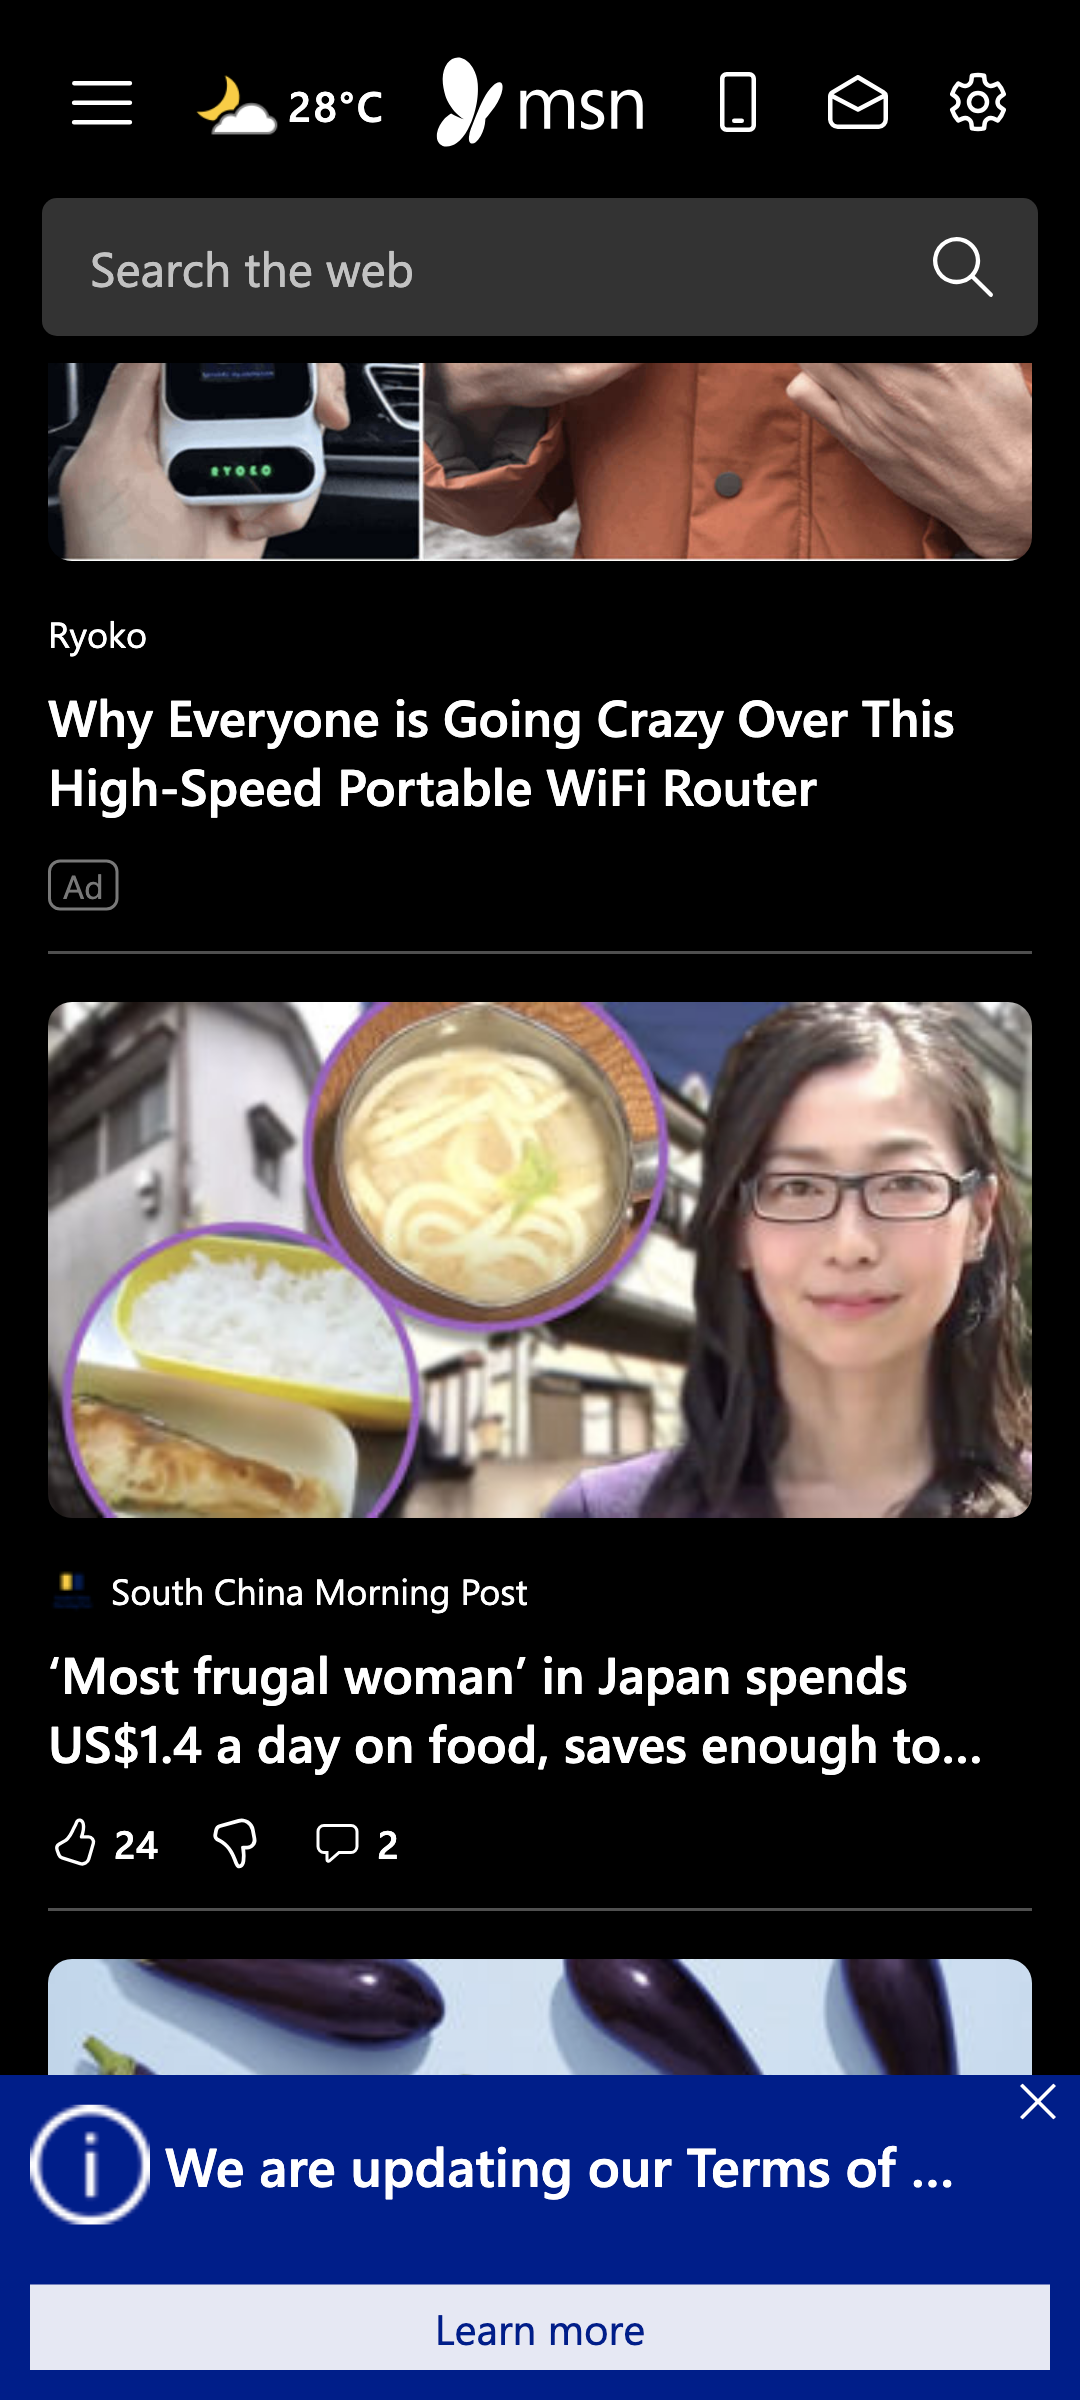 28°C
msn
Search the web
RYOKO
Ryoko
Why Everyone is Going Crazy Over This
High-Speed Portable WiFi Router
Ad
South China Morning Post
‘Most frugal woman’ in Japan spends
US$1.4 a day on food, saves enough to...
24
2
We are updating our Terms of ...
Learn more